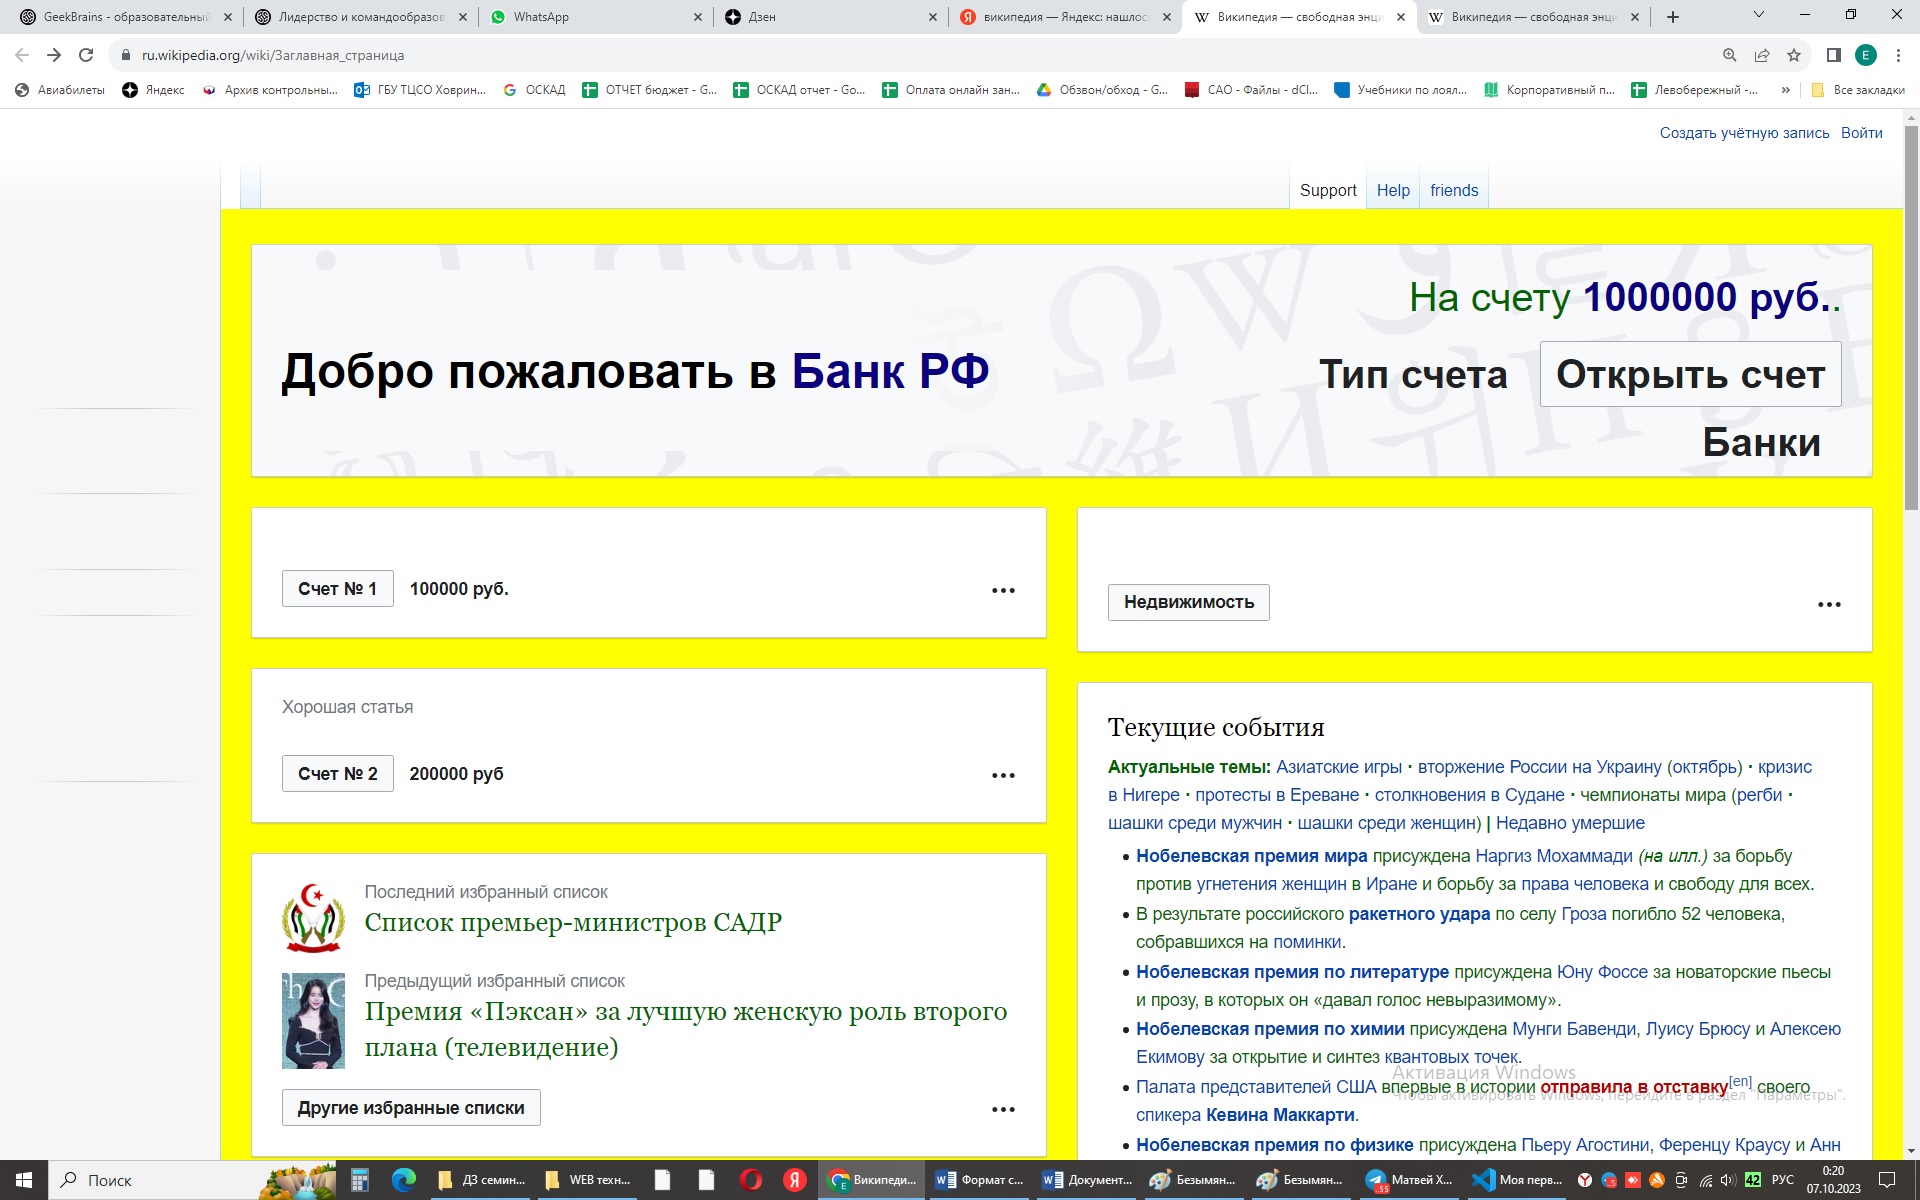 GeekBrains - образовательный
Лидерство и командообразов
WhatsApp
Дзен
википедия — Яндекс: нашлос
Википедия — свободная энци
Википедия — свободная энци
ru.wikipedia.org/wiki/Заглавная_страница
E
Авиабилеты
Яндекс
Архив контрольны...
ГБУ ТЦСО Ховрин...
ОСКАД
ОТЧЕТ бюджет - G...
ОСКАД отчет - Go...
Оплата онлайн зан...
Обзвон/обход - G...
САО - Файлы - dCl...
Учебники по лоял...
Корпоративный п...
Левобережный -...
»
Все закладки
Создать учётную запись Войти
Support Help friends
На счету 1000000 руб..
Добро пожаловать в Банк РФ
Тип счета Открыть счет
Банки
Счет № 1 100000 руб.
Недвижимость
Хорошая статья
Счет № 2 200000 руб
Последний избранный список
Список премьер-министров САДР
Предыдущий избранный список
Премия «Пэксан» за лучшую женскую роль второго
плана (телевидение)
Другие избранные списки
Текущие события
Актуальные темы: Азиатские игры · вторжение России на Украину (октябрь) · кризис
в Нигере · протесты в Ереване · столкновения в Судане · чемпионаты мира (регби ·
шашки среди мужчин · шашки среди женщин) | Недавно умершие
• Нобелевская премия мира присуждена Наргиз Мохаммади (на илл.) за борьбу
против угнетения женщин в Иране и борьбу за права человека и свободу для всех.
• В результате российского ракетного удара по селу Гроза погибло 52 человека,
собравшихся на поминки.
• Нобелевская премия по литературе присуждена Юну Фоссе за новаторские пьесы
и прозу, в которых он «давал голос невыразимому».
• Нобелевская премия по химии присуждена Мунги Бавенди, Луису Брюсу и Алексею
Екимову за открытие и синтез квантовых точек.
• Палата представителей США впервые в истории отправила в отставку[en] своего
спикера Кевина Маккарти.
• Нобелевская премия по физике присуждена Пьеру Агостини, Ференцу Краусу и Анн
Активация Windows
Чтобы активировать Windows, перейдите в раздел "Параметры".
Поиск
ДЗ семин...
WEB техн...
Википеди...
Формат с...
Документ...
Безымян...
Безымян...
Матвей Х...
Моя перв...
42
РУС
0:20
07.10.2023